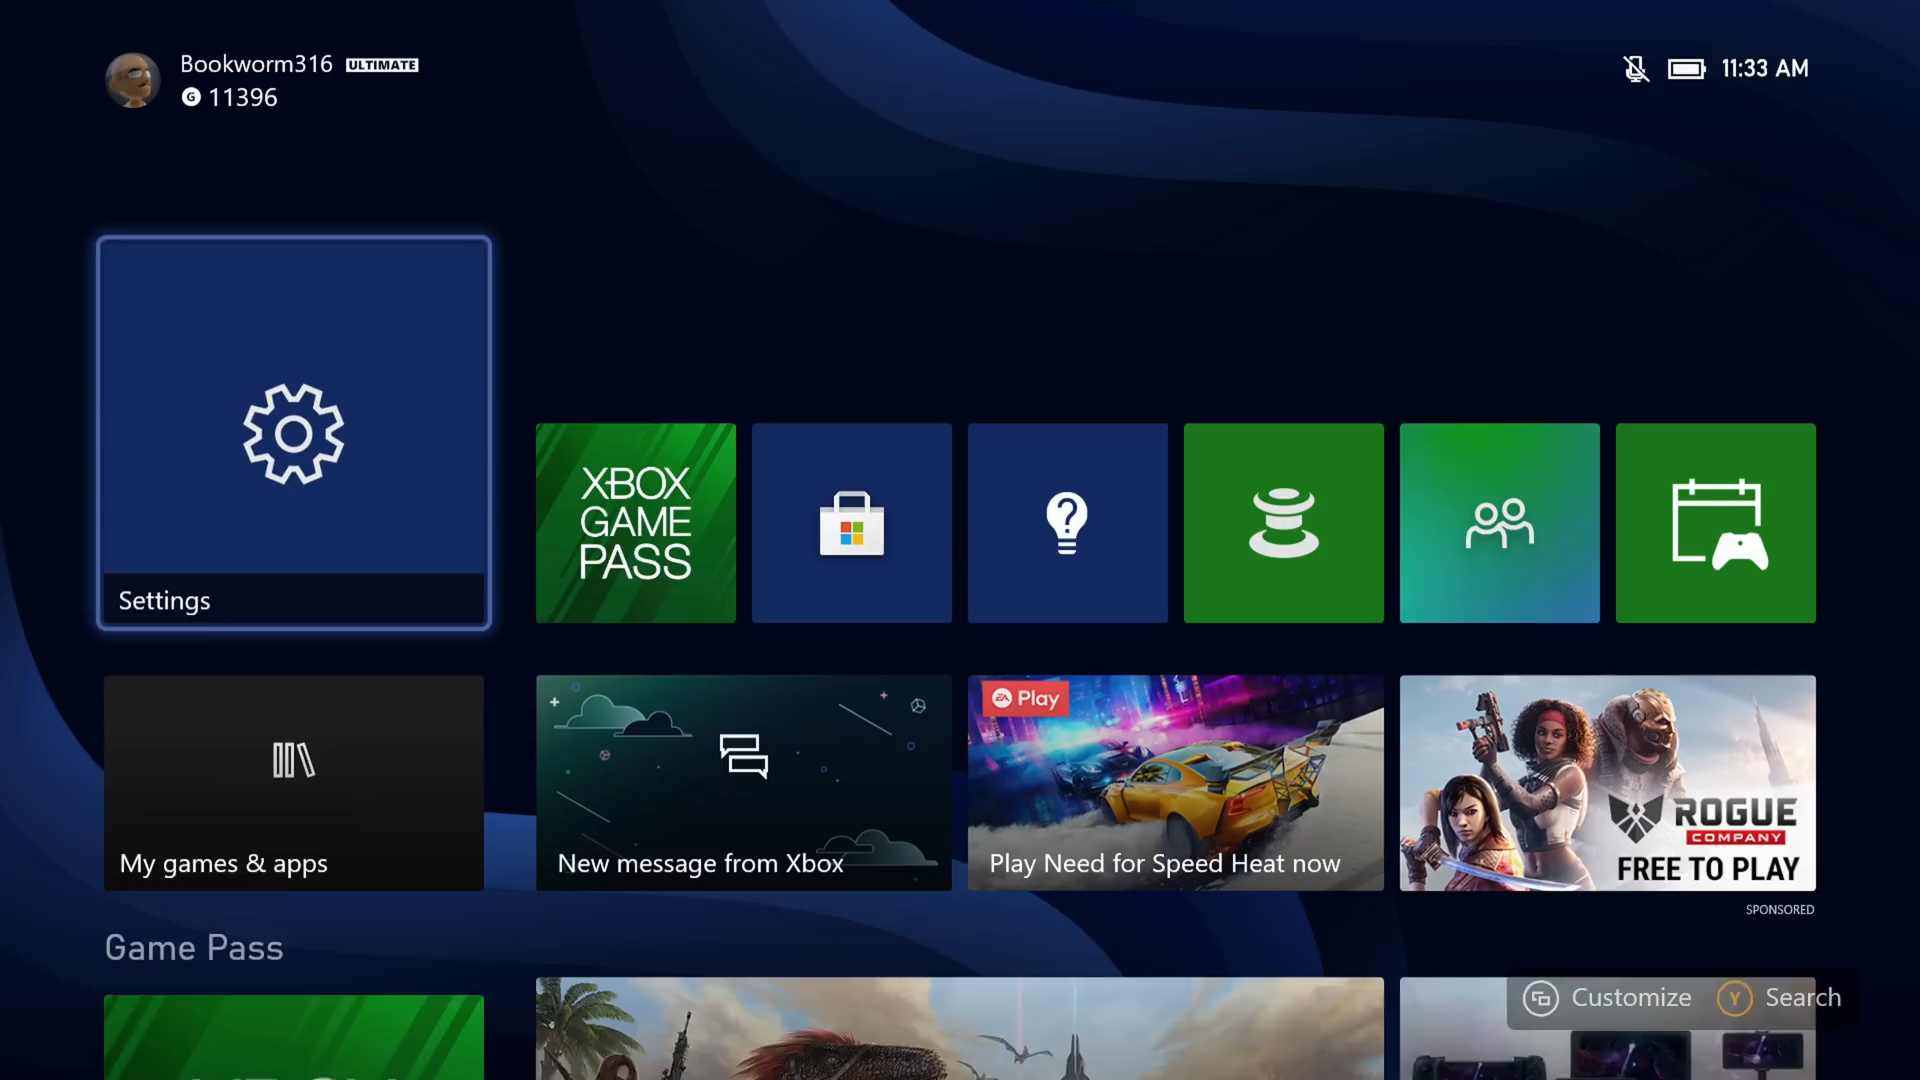 Bookworm316 ULTIMATE
G 11396
11:33 AM
XBOX
GAME
PASS
Settings
My games & apps
New message from Xbox
EA Play
Play Need for Speed Heat now
ROGUE
COMPANY
FREE TO PLAY
SPONSORED
Game Pass
Customize
Y Search